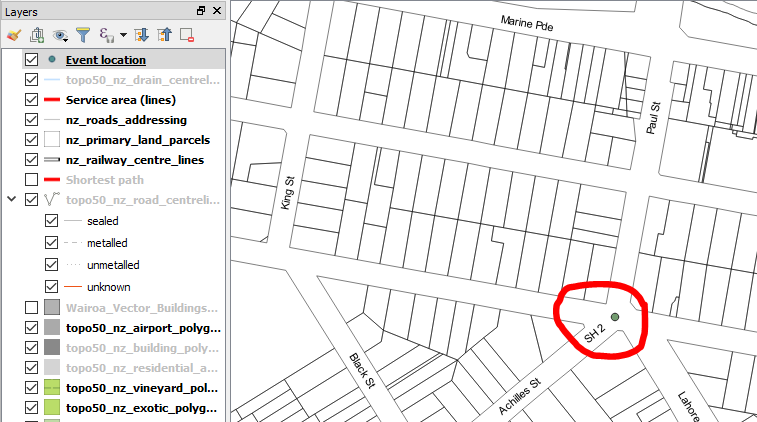 Layers
Event location
topo50_nz_drain_centrel...
Service area (lines)
nz_roads_addressing
nz_primary_land_parcels
nz_railway_centre_lines
Shortest path
topo50_nz_road_centreli...
sealed
metalled
unmetalled
unknown
Wairoa_Vector_Buildings...
topo50_nz_airport_polyg...
topo50_nz_building_poly...
topo50_nz_residential_a...
topo50_nz_vineyard_pol...
topo50_nz_exotic_polyg...
Marine Pde
Paul St
King St
SH 2
Black St
Achilles St
Lahore